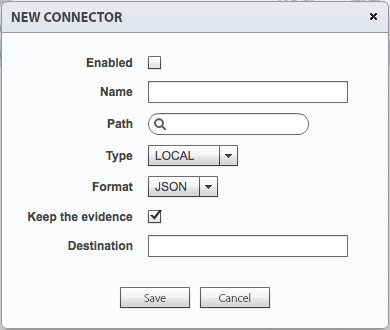 NEW CONNECTOR
Enabled
Name
Path
Type LOCAL
Format JSON
Keep the evidence
Destination
Save Cancel